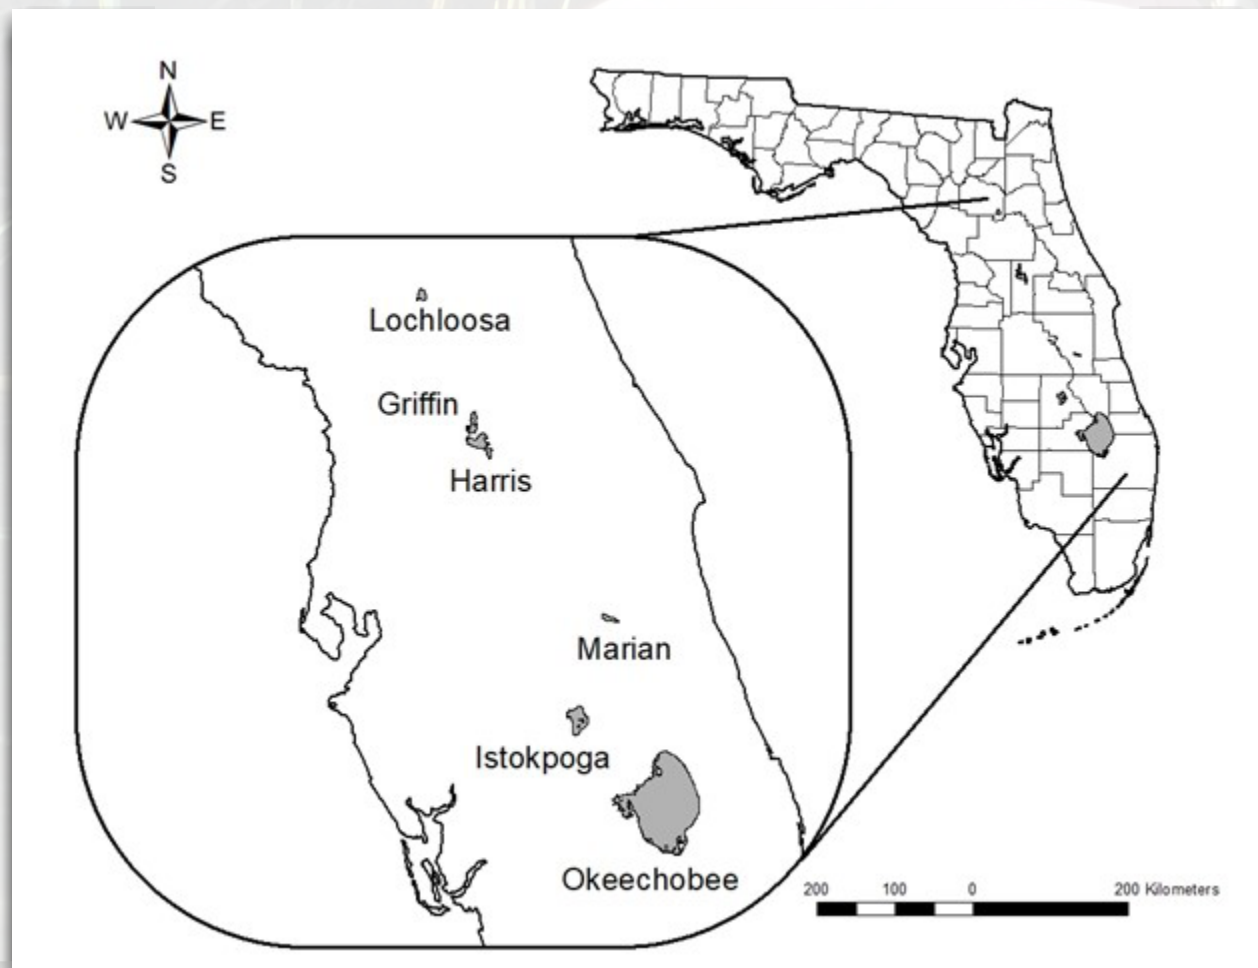 N
W E
S
Lochloosa
Griffin
Harris
Marian
Istokpoga
Okeechobee
200 100 0 200 Kilometers